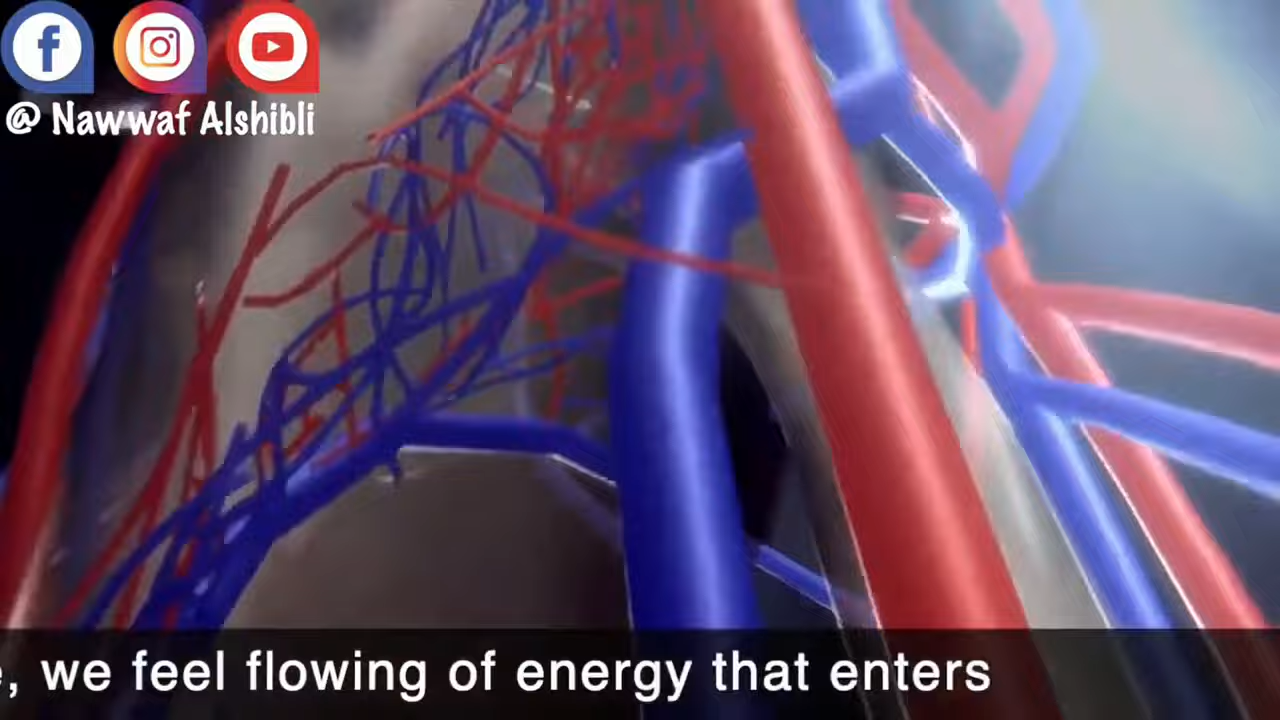 @ Nawwaf Alshibli
, we feel flowing of energy that enters